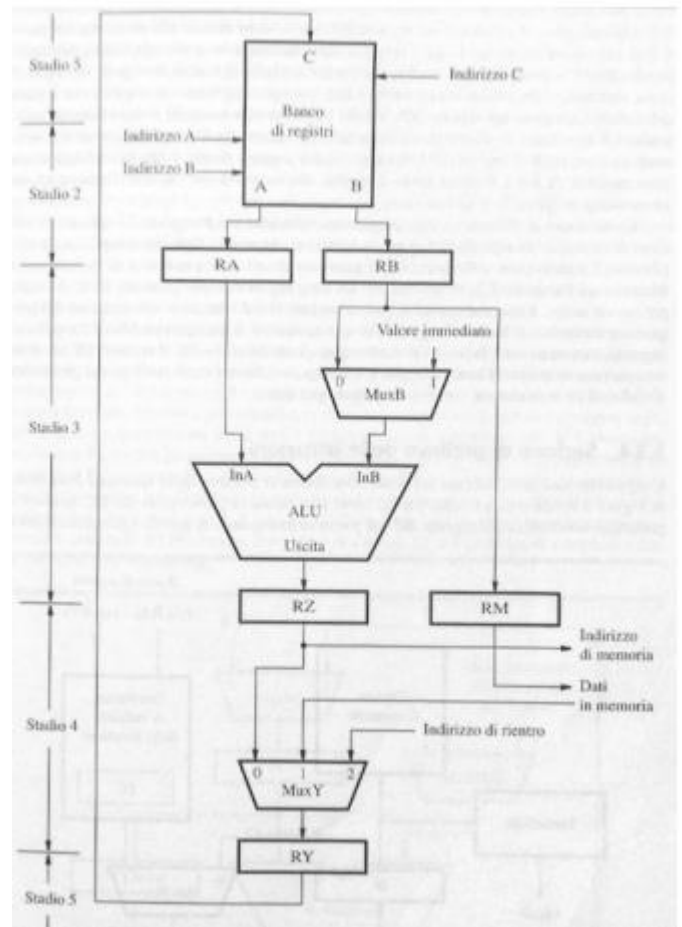 Stadio 5
C
Indirizzo C
Banco
di registri
Indirizzo A
Indirizzo B
Stadio 2
A
B
RA
RB
Valore immediato
0
1
MuxB
Stadio 3
InA
InB
ALU
Uscita
RZ
RM
Indirizzo
di memoria
Dati
in memoria
Stadio 4
Indirizzo di rientro
0
1
2
MuxY
RY
Stadio 5